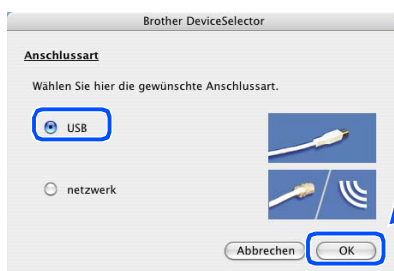 Brother DeviceSelector
Anschlussart
Wählen Sie hier die gewünschte Anschlussart.
USB
netzwerk
Abbrechen OK